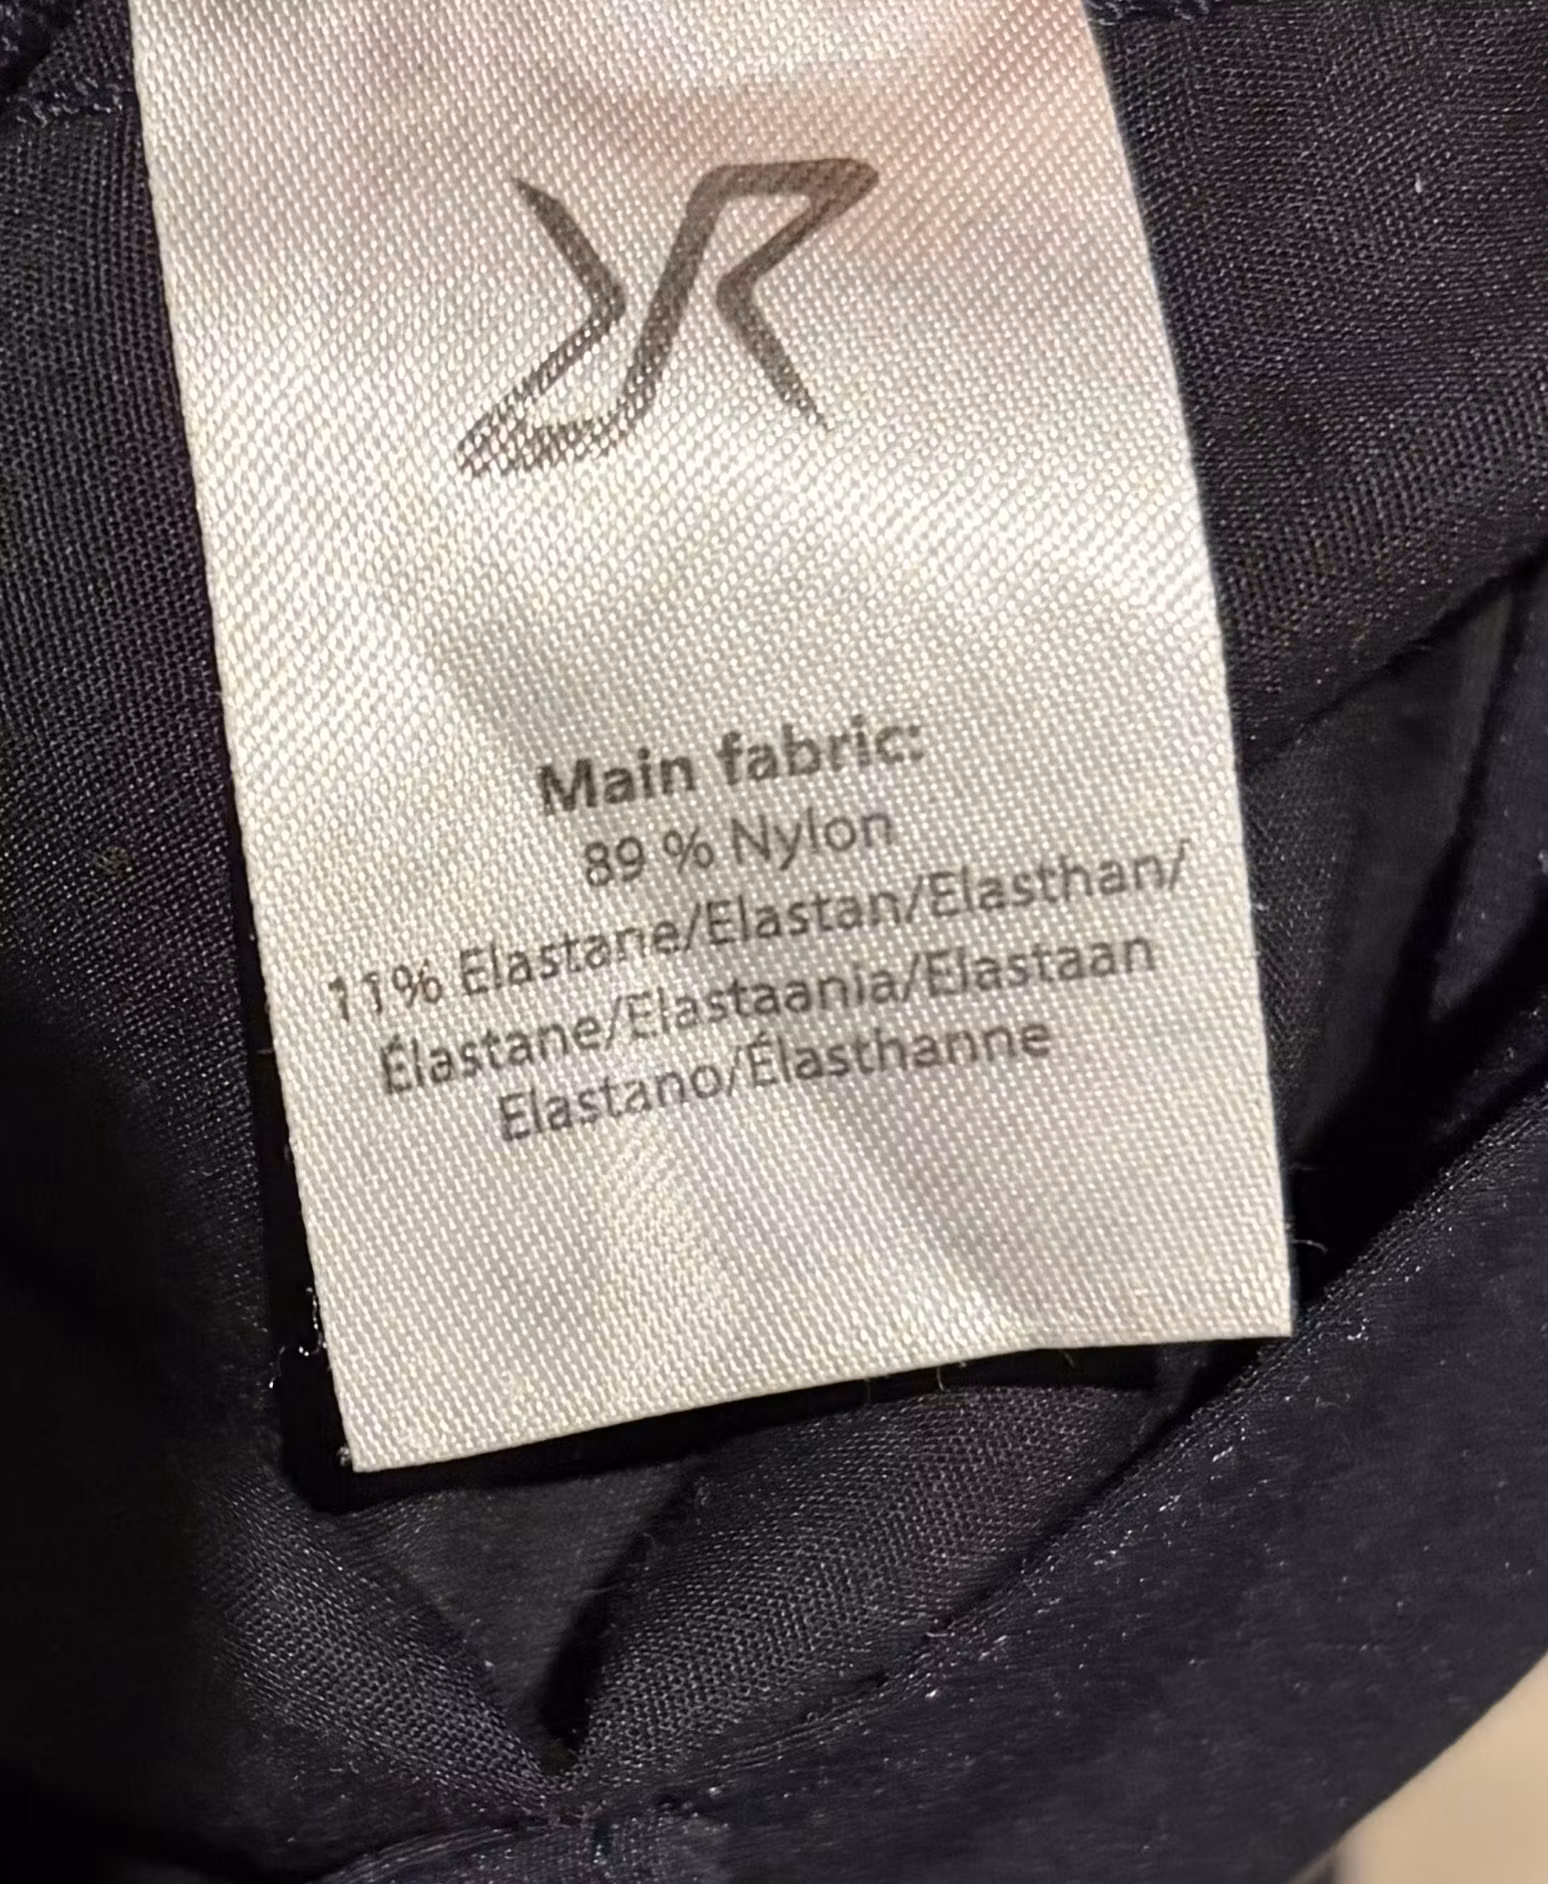 Main fabric:
89 % Nylon
11% Elastane/Elastan/Elasthan/
Élastane/Elastaania/Elastaan
Elastano/Élasthanne